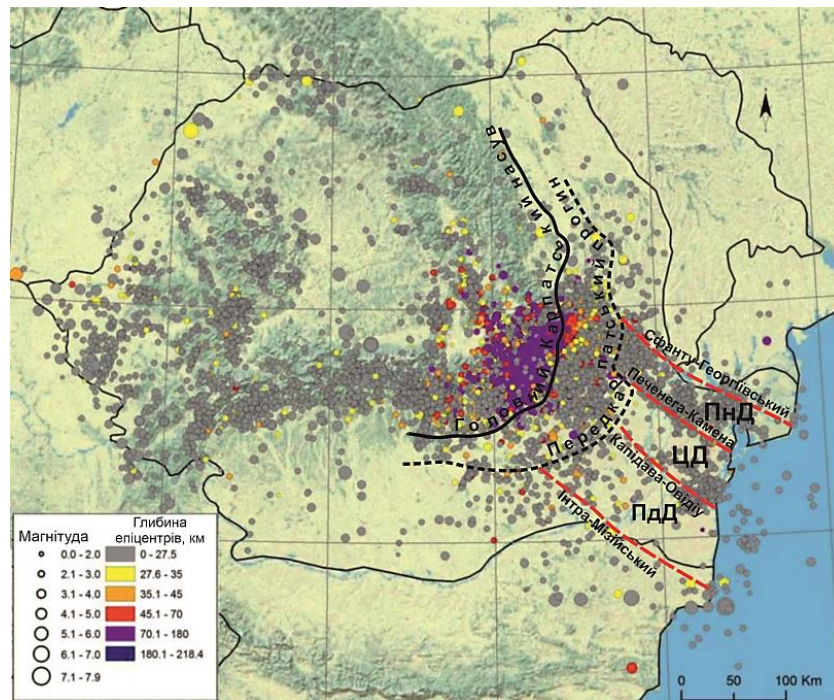 Головний Карпатський насув
Передкарпатський прогин
Сфанту-Георгіївський
Печенега-Камена
ПнД
ЦД
Капідава-Овідіу
ПдД
Інтра-Мізійський
Магнітуда
Глибина
епіцентрів, км
0.0 - 2.0
0 - 27.5
2.1 - 3.0
27.6 - 35
3.1 - 4.0
35.1 - 45
4.1 - 5.0
45.1 - 70
5.1 - 6.0
70.1 - 180
6.1 - 7.0
180.1 - 218.4
7.1 - 7.9
0 50 100 Km